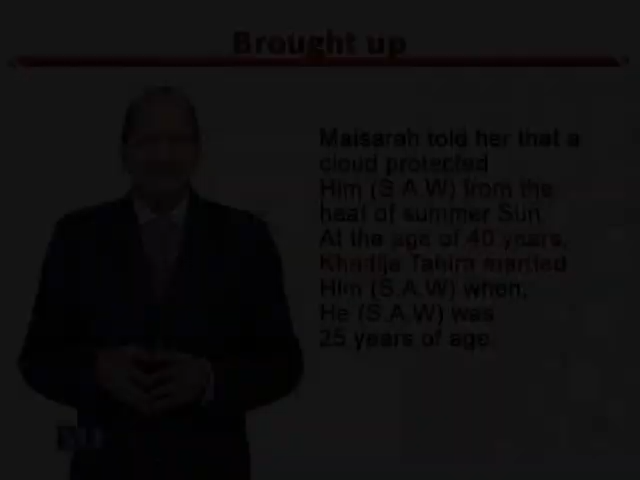 Brought up
Maisarah told her that a
cloud protected
Him (S.A.W) from the
heat of summer Sun.
At the age of 40 years,
Khadija Tahira married
Him (S.A.W) when,
He (S.A.W) was
25 years of age.